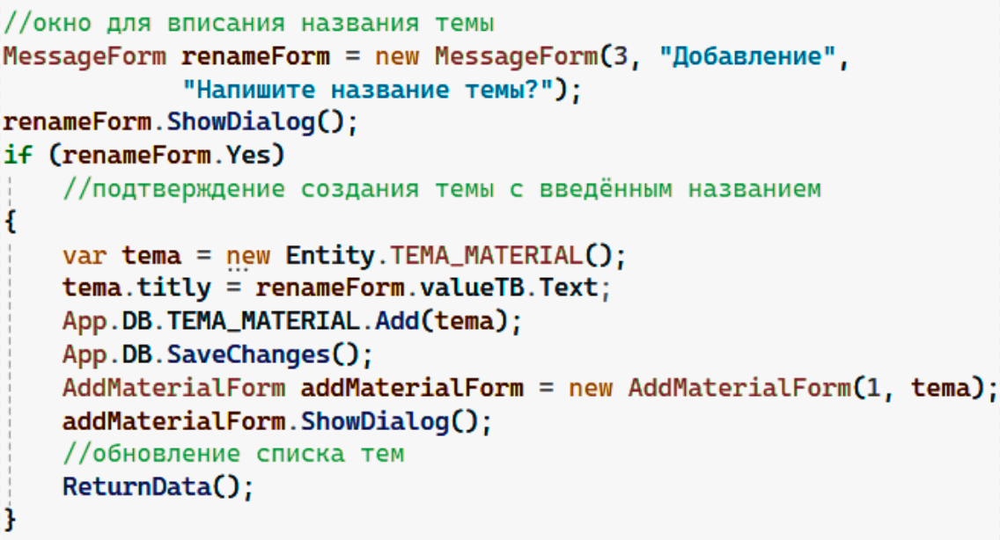 //окно для вписания названия темы
MessageForm renameForm = new MessageForm(3, "Добавление",
"Напишите название темы?");
renameForm.ShowDialog();
if (renameForm.Yes)
//подтверждение создания темы с введённым названием
{
var tema = new Entity.TEMA_MATERIAL();
tema.titly = renameForm.valueTB.Text;
App.DB.TEMA_MATERIAL.Add(tema);
App.DB.SaveChanges();
AddMaterialForm addMaterialForm = new AddMaterialForm(1, tema);
addMaterialForm.ShowDialog();
//обновление списка тем
ReturnData();
}